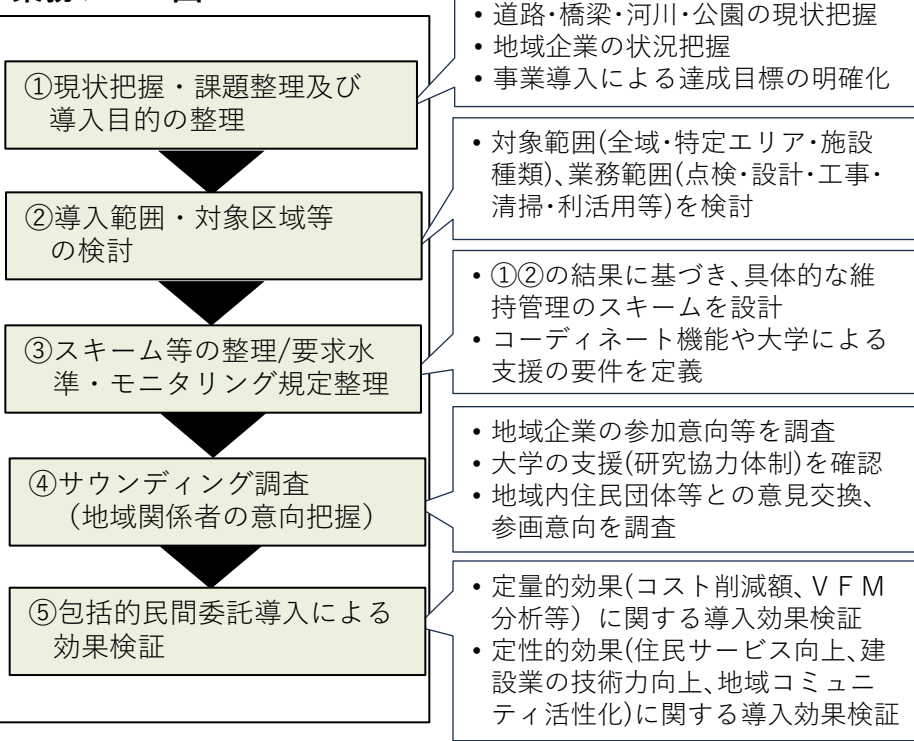 ①現状把握・課題整理及び
導入目的の整理
・道路・橋梁・河川・公園の現状把握
・地域企業の状況把握
・事業導入による達成目標の明確化
②導入範囲・対象区域等
の検討
・対象範囲(全域・特定エリア・施設
種類)、業務範囲(点検・設計・工事・
清掃・利活用等)を検討
③スキーム等の整理/要求水
準・モニタリング規定整理
・①②の結果に基づき、具体的な維
持管理のスキームを設計
・コーディネート機能や大学による
支援の要件を定義
④サウンディング調査
（地域関係者の意向把握）
・地域企業の参加意向等を調査
・大学の支援(研究協力体制)を確認
・地域内住民団体等との意見交換、
参画意向を調査
⑤包括的民間委託導入による
効果検証
・定量的効果(コスト削減額、ＶＦＭ
分析等）に関する導入効果検証
・定性的効果(住民サービス向上、建
設業の技術力向上、地域コミュニ
ティ活性化)に関する導入効果検証